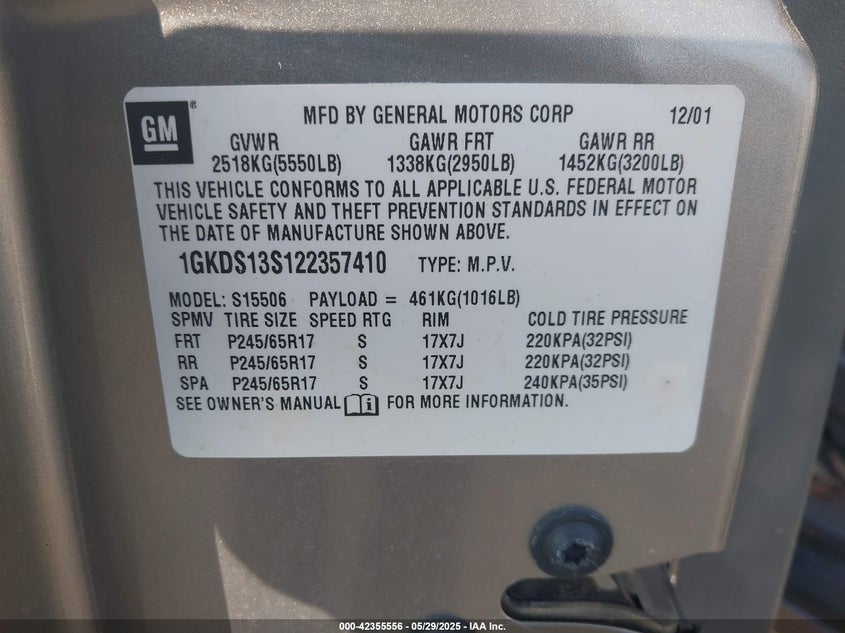 GM ®
MFD BY GENERAL MOTORS CORP 12/01
GVWR GAWR FRT GAWR RR
2518KG(5550LB) 1338KG(2950LB) 1452KG(3200LB)
THIS VEHICLE CONFORMS TO ALL APPLICABLE U.S. FEDERAL MOTOR
VEHICLE SAFETY AND THEFT PREVENTION STANDARDS IN EFFECT ON
THE DATE OF MANUFACTURE SHOWN ABOVE.
1GKDS13S122357410 TYPE: M.P.V.
MODEL: S15506 PAYLOAD = 461KG(1016LB)
SPMV TIRE SIZE SPEED RTG RIM COLD TIRE PRESSURE
FRT P245/65R17 S 17X7J 220KPA(32PSI)
RR P245/65R17 S 17X7J 220KPA(32PSI)
SPA P245/65R17 S 17X7J 240KPA(35PSI)
SEE OWNER'S MANUAL i FOR MORE INFORMATION.
000-42355556 - 05/29/2025 - IAA Inc.